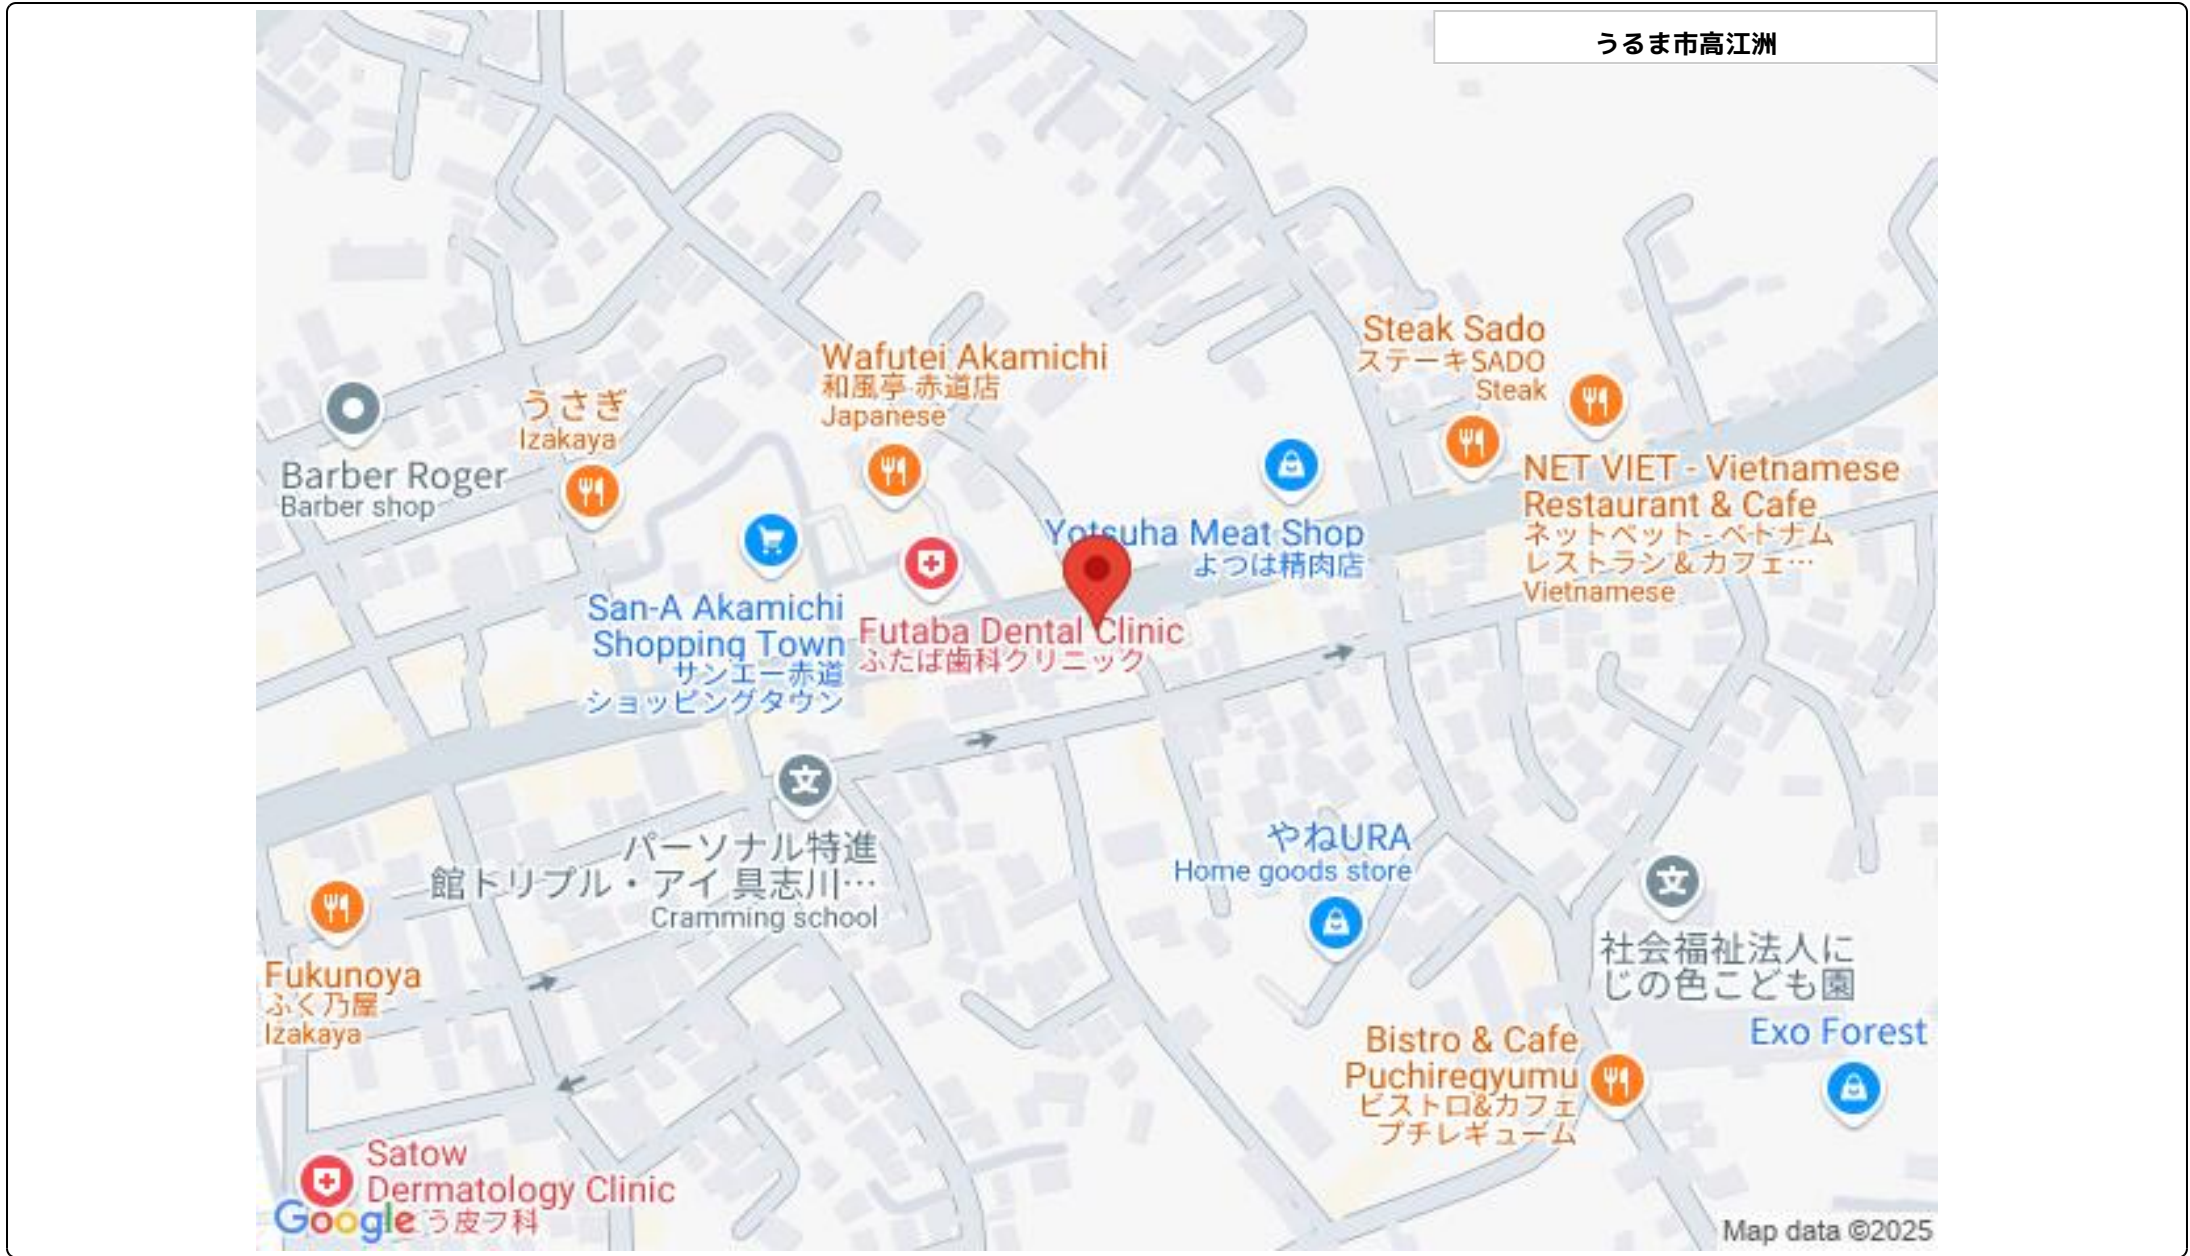 うるま市高江洲
Steak Sado
ステーキSADO
Steak
Wafutei Akamichi
和風亭 赤道店
Japanese
うさぎ
Izakaya
Barber Roger
Barber shop
NET VIET - Vietnamese
Restaurant & Cafe
ネットベット - ベトナム
レストラン & カフェ…
Vietnamese
Yotsuha Meat Shop
よつは精肉店
San-A Akamichi
Shopping Town
サンエー赤道
ショッピングタウン
Futaba Dental Clinic
ふたば歯科クリニック
パーソナル特進
館トリプル・アイ 具志川…
Cramming school
やねURA
Home goods store
Fukunoya
ふく乃屋
Izakaya
社会福祉法人に
じの色こども園
Exo Forest
Bistro & Cafe
Puchiregyumu
ビストロ&カフェ
プチレギューム
Satow
Dermatology Clinic
う皮フ科
Google
Map data ©2025